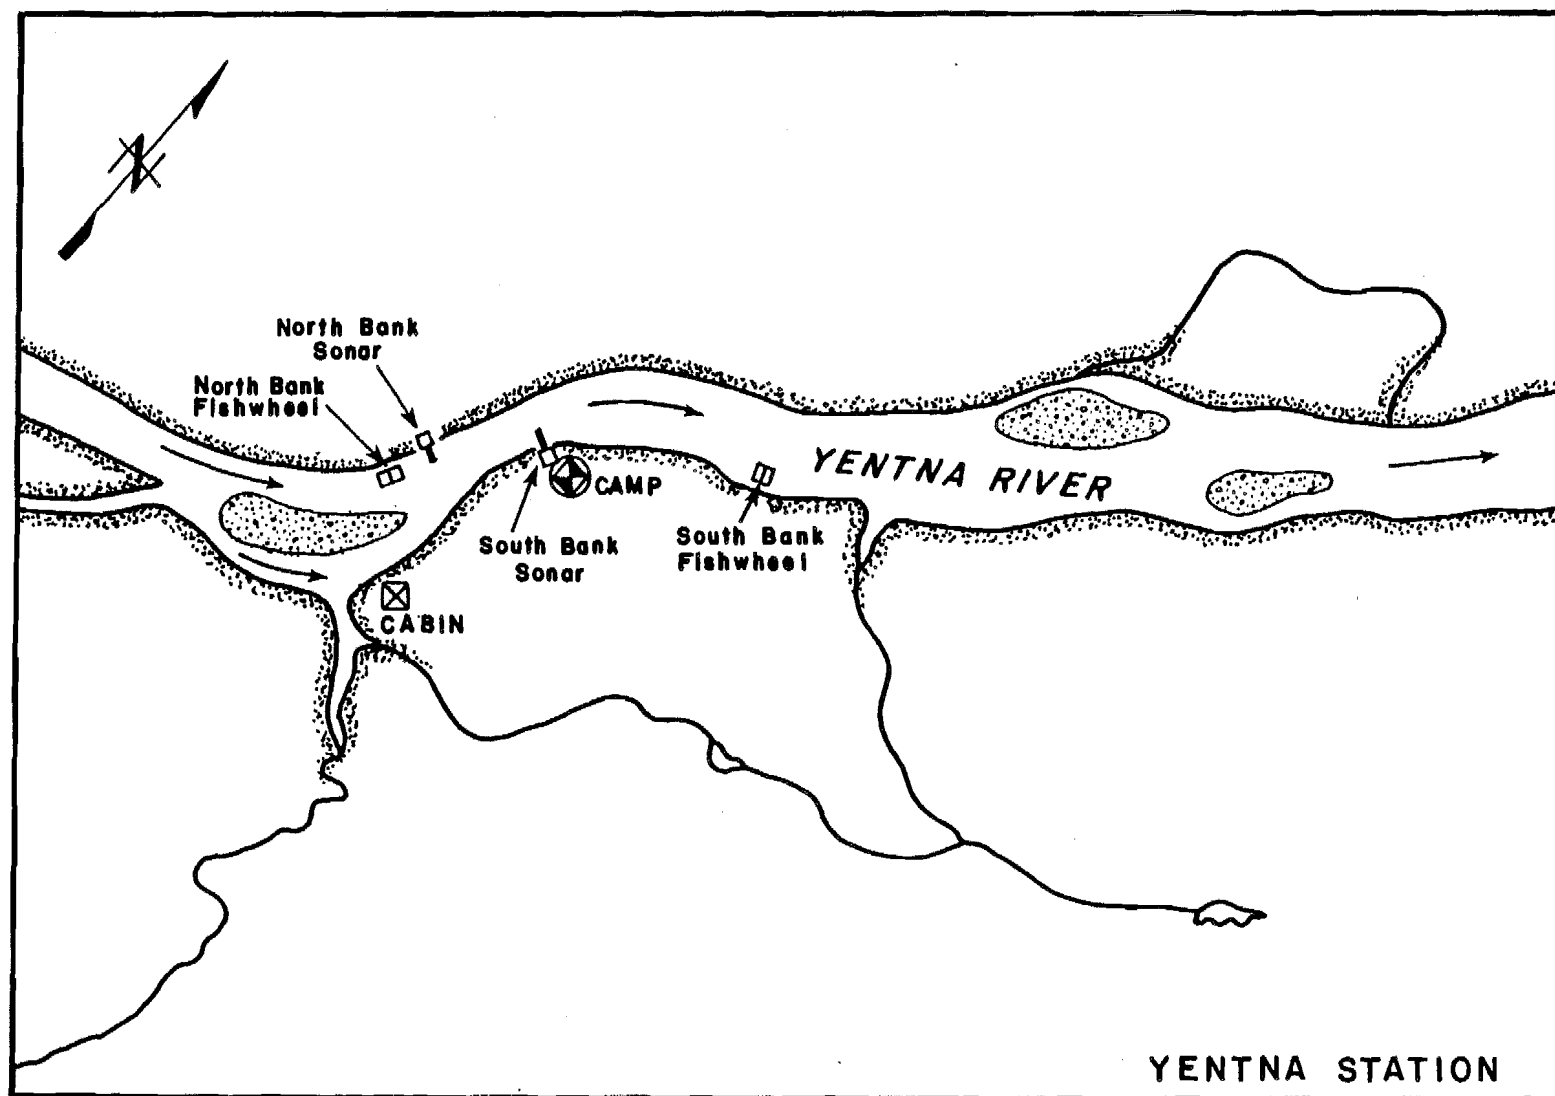 N
North Bank
Sonar
North Bank
Fishwheel
YENTNA RIVER
CAMP
South Bank
Sonar
South Bank
Fishwheel
CABIN
YENTNA STATION